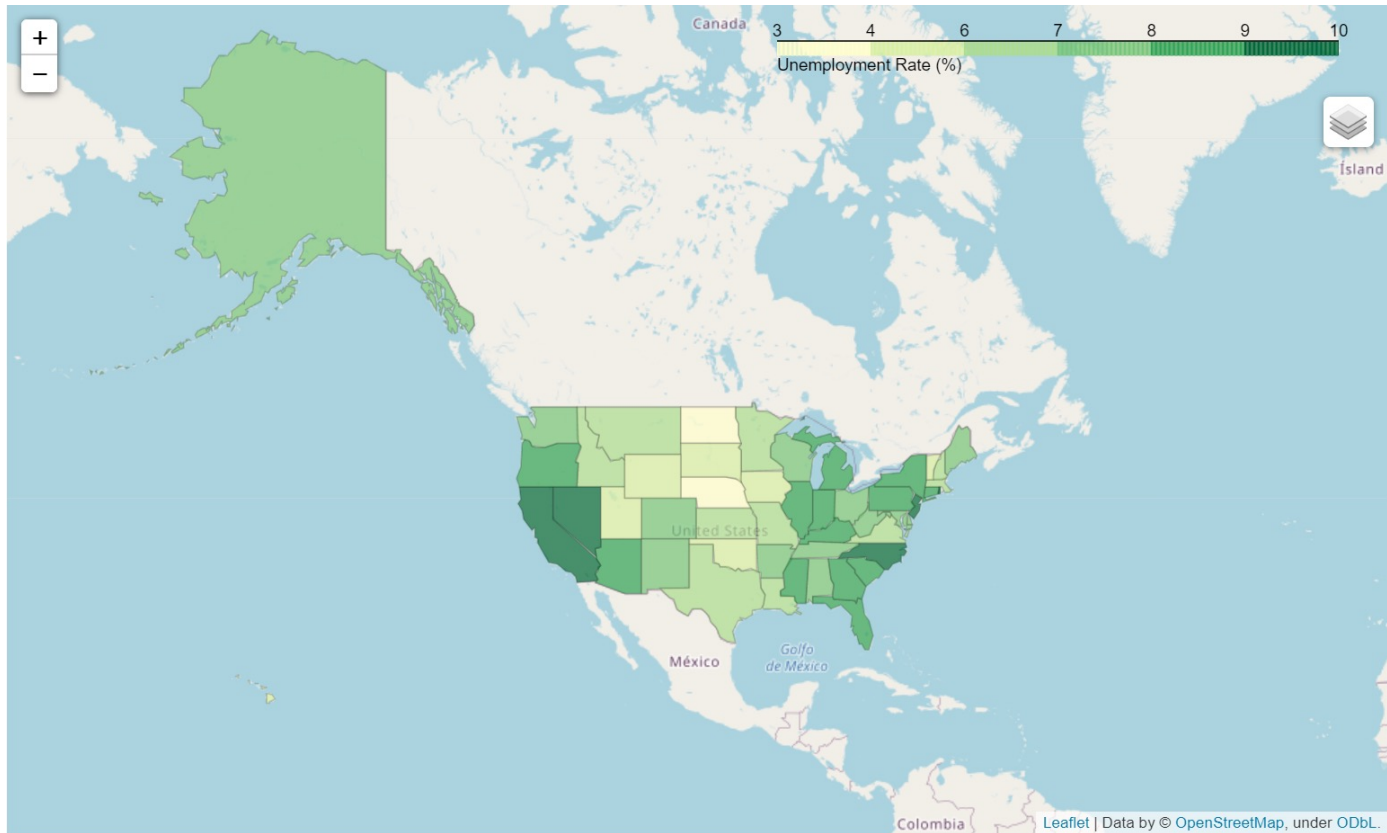 +
−
Canada
3 4 6 7 8 9 10
Unemployment Rate (%)
Ísland
United States
México
Golfo
de México
Colombia
Leaflet | Data by © OpenStreetMap, under ODbL.